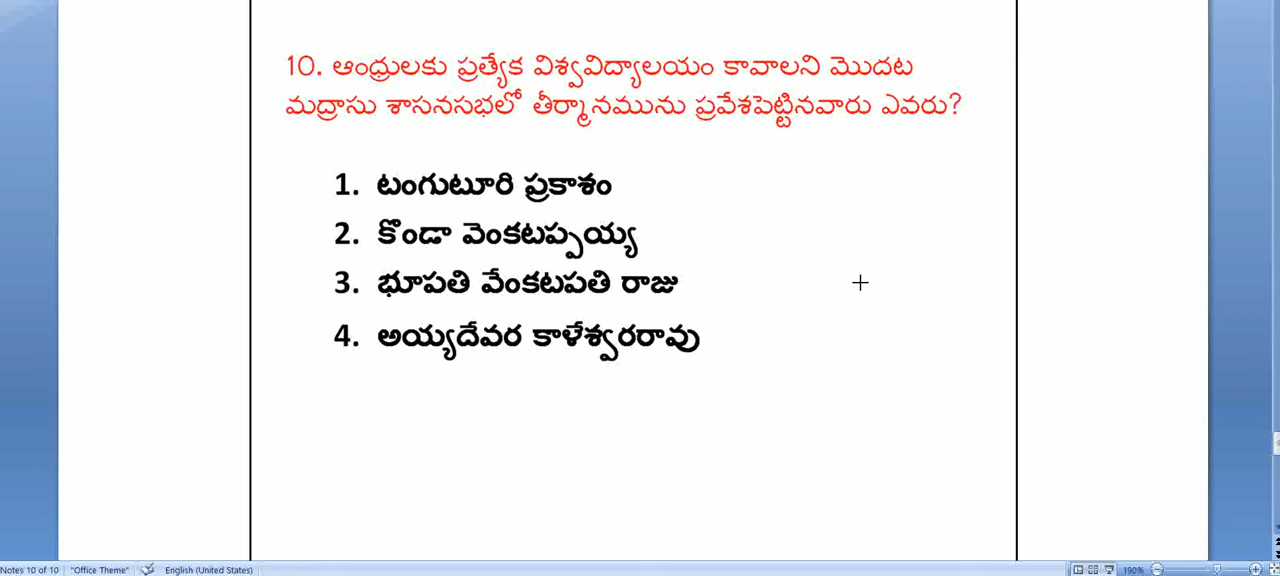 10. ఆంధ్రులకు ప్రత్యేక విశ్వవిద్యాలయం కావాలని మొదట
మద్రాసు శాసనసభలో తీర్మానమును ప్రవేశపెట్టినవారు ఎవరు?
1. టంగుటూరి ప్రకాశం
2. కొండా వెంకటప్పయ్య
3. భూపతి వేంకటపతి రాజు
4. అయ్యదేవర కాళేశ్వరరావు
Notes 10 of 10 "Office Theme" English (United States) 190%